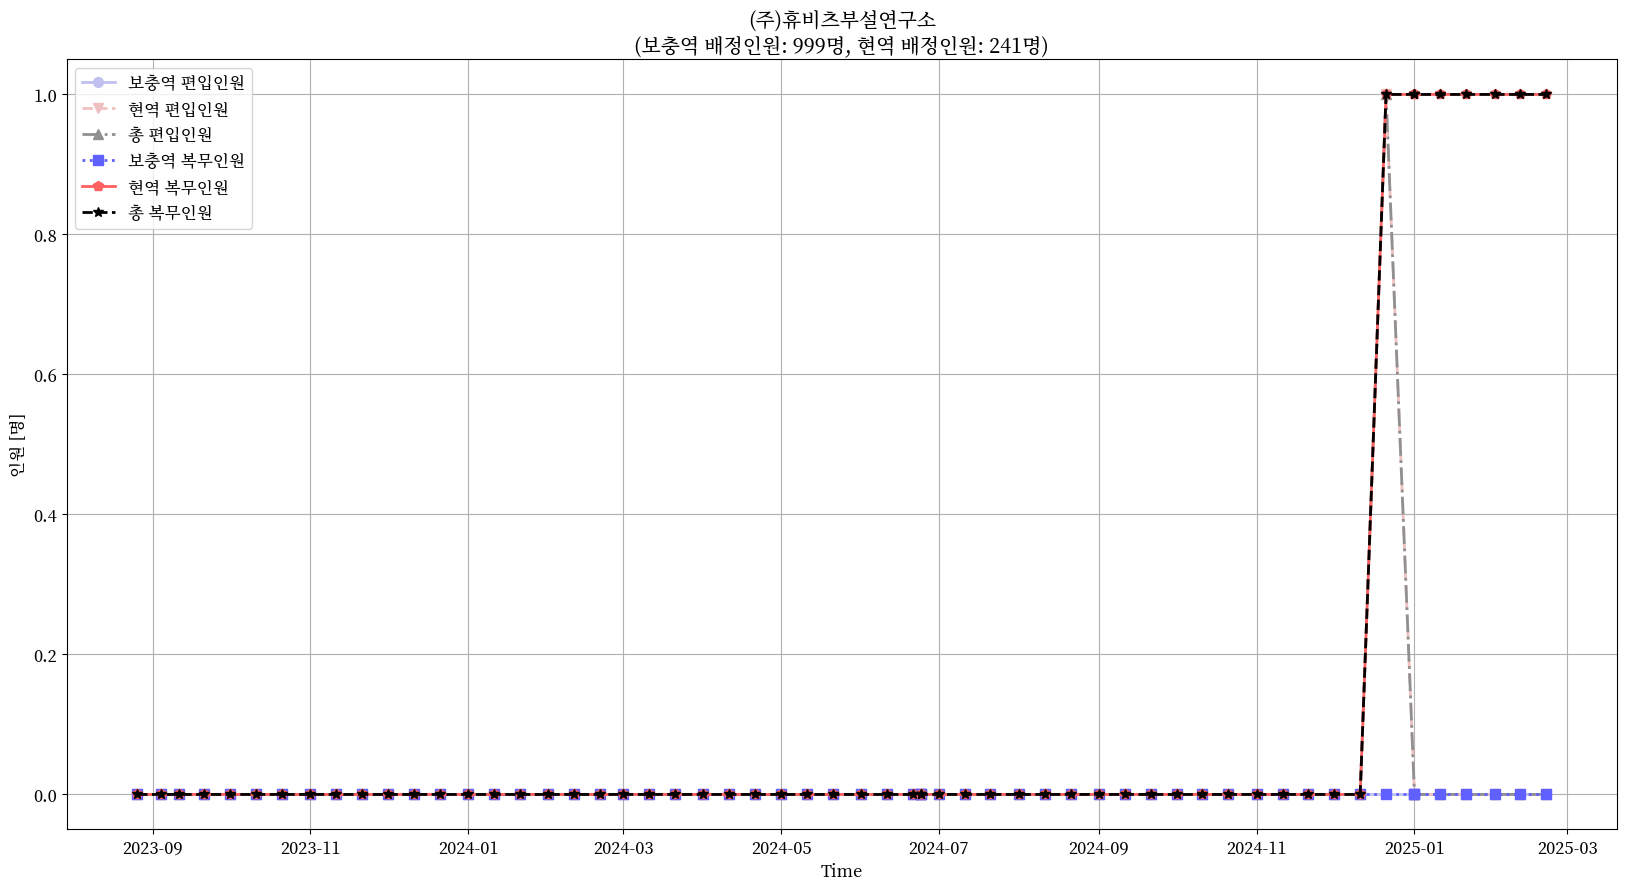 (주)휴비츠부설연구소
(보충역 배정인원: 999명, 현역 배정인원: 241명)
보충역 편입인원
현역 편입인원
총 편입인원
보충역 복무인원
현역 복무인원
총 복무인원
1.0
0.8
0.6
0.4
0.2
0.0
인원 [명]
2023-09 2023-11 2024-01 2024-03 2024-05 2024-07 2024-09 2024-11 2025-01 2025-03
Time